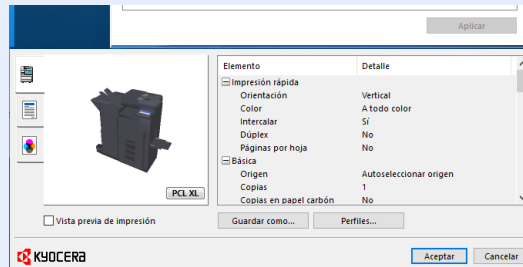 Aplicar
Elemento Detalle
Impresión rápida
Orientación Vertical
Color A todo color
Intercalar Sí
Dúplex No
Páginas por hoja No
Básica
Origen Autoseleccionar origen
Copias 1
Copias en papel carbón No
PCL XL
Vista previa de impresión Guardar como... Perfiles...
KYOCERA Aceptar Cancelar